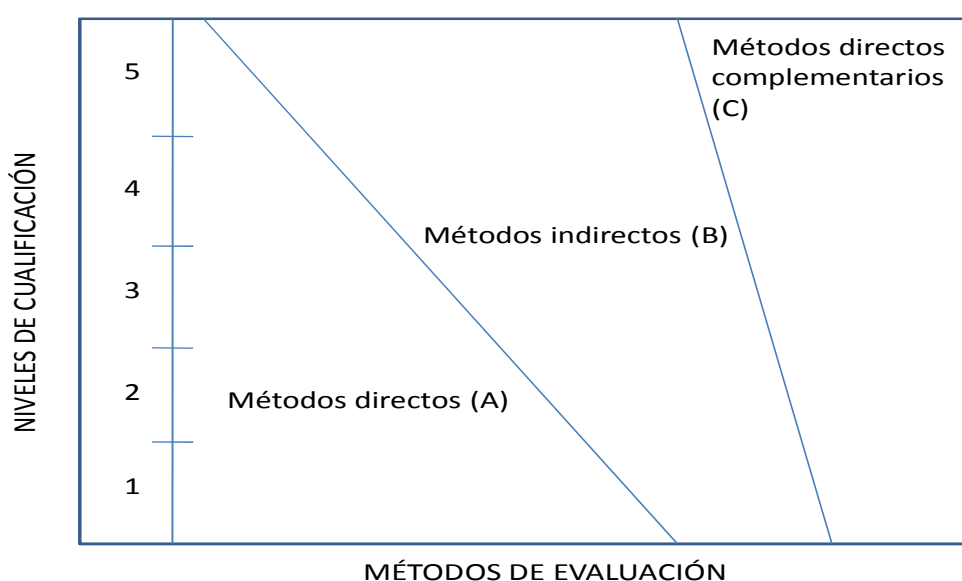 NIVELES DE CUALIFICACIÓN
5
4
3
2
1
Métodos directos
complementarios
(C)
Métodos indirectos (B)
Métodos directos (A)
MÉTODOS DE EVALUACIÓN